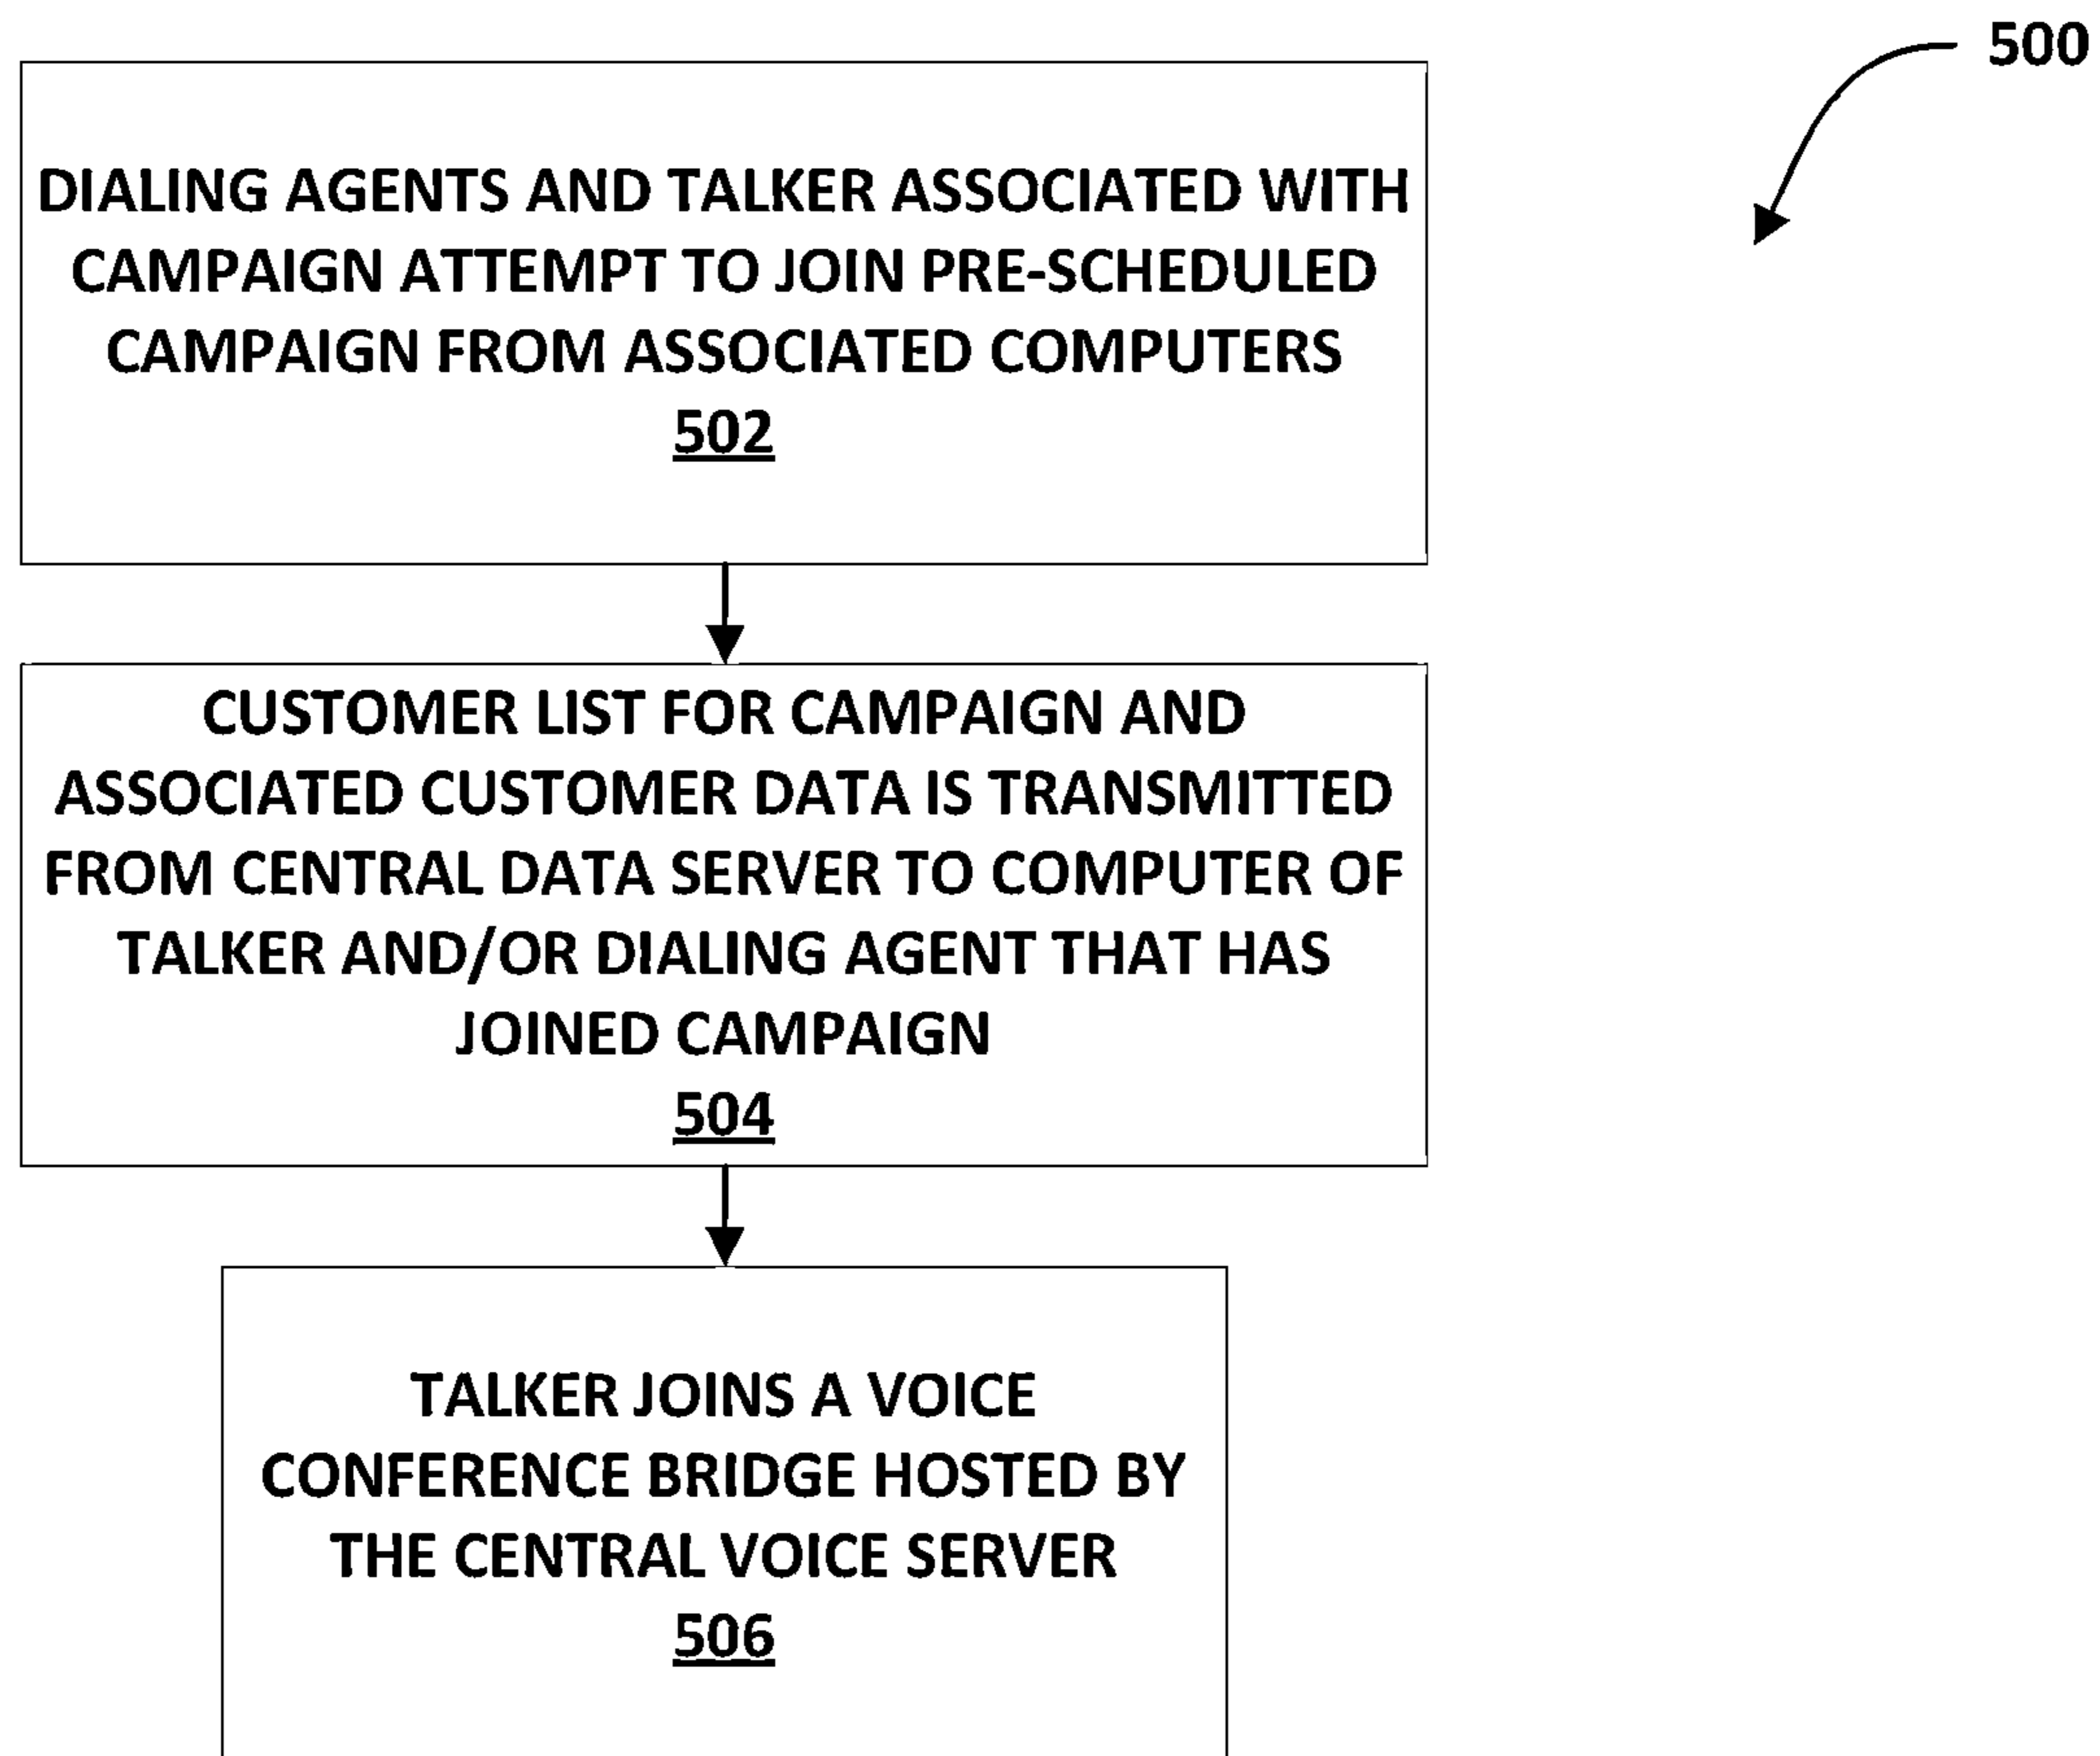 500
DIALING AGENTS AND TALKER ASSOCIATED WITH
CAMPAIGN ATTEMPT TO JOIN PRE-SCHEDULED
CAMPAIGN FROM ASSOCIATED COMPUTERS
502
CUSTOMER LIST FOR CAMPAIGN AND
ASSOCIATED CUSTOMER DATA IS TRANSMITTED
FROM CENTRAL DATA SERVER TO COMPUTER OF
TALKER AND/OR DIALING AGENT THAT HAS
JOINED CAMPAIGN
504
TALKER JOINS A VOICE
CONFERENCE BRIDGE HOSTED BY
THE CENTRAL VOICE SERVER
506